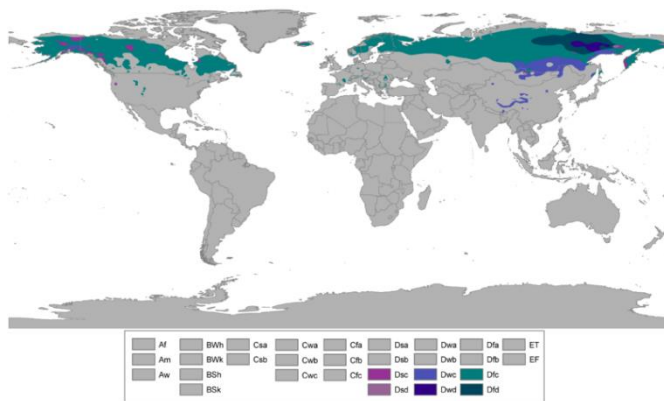 Af BWh Csa Cwa Cfa Dsa Dwa Dfa ET
Am BWk Csb Cwb Cfb Dsb Dwb Dfb EF
Aw BSh Cwc Cfc Dsc Dwc Dfc
BSk Dsd Dwd Dfd